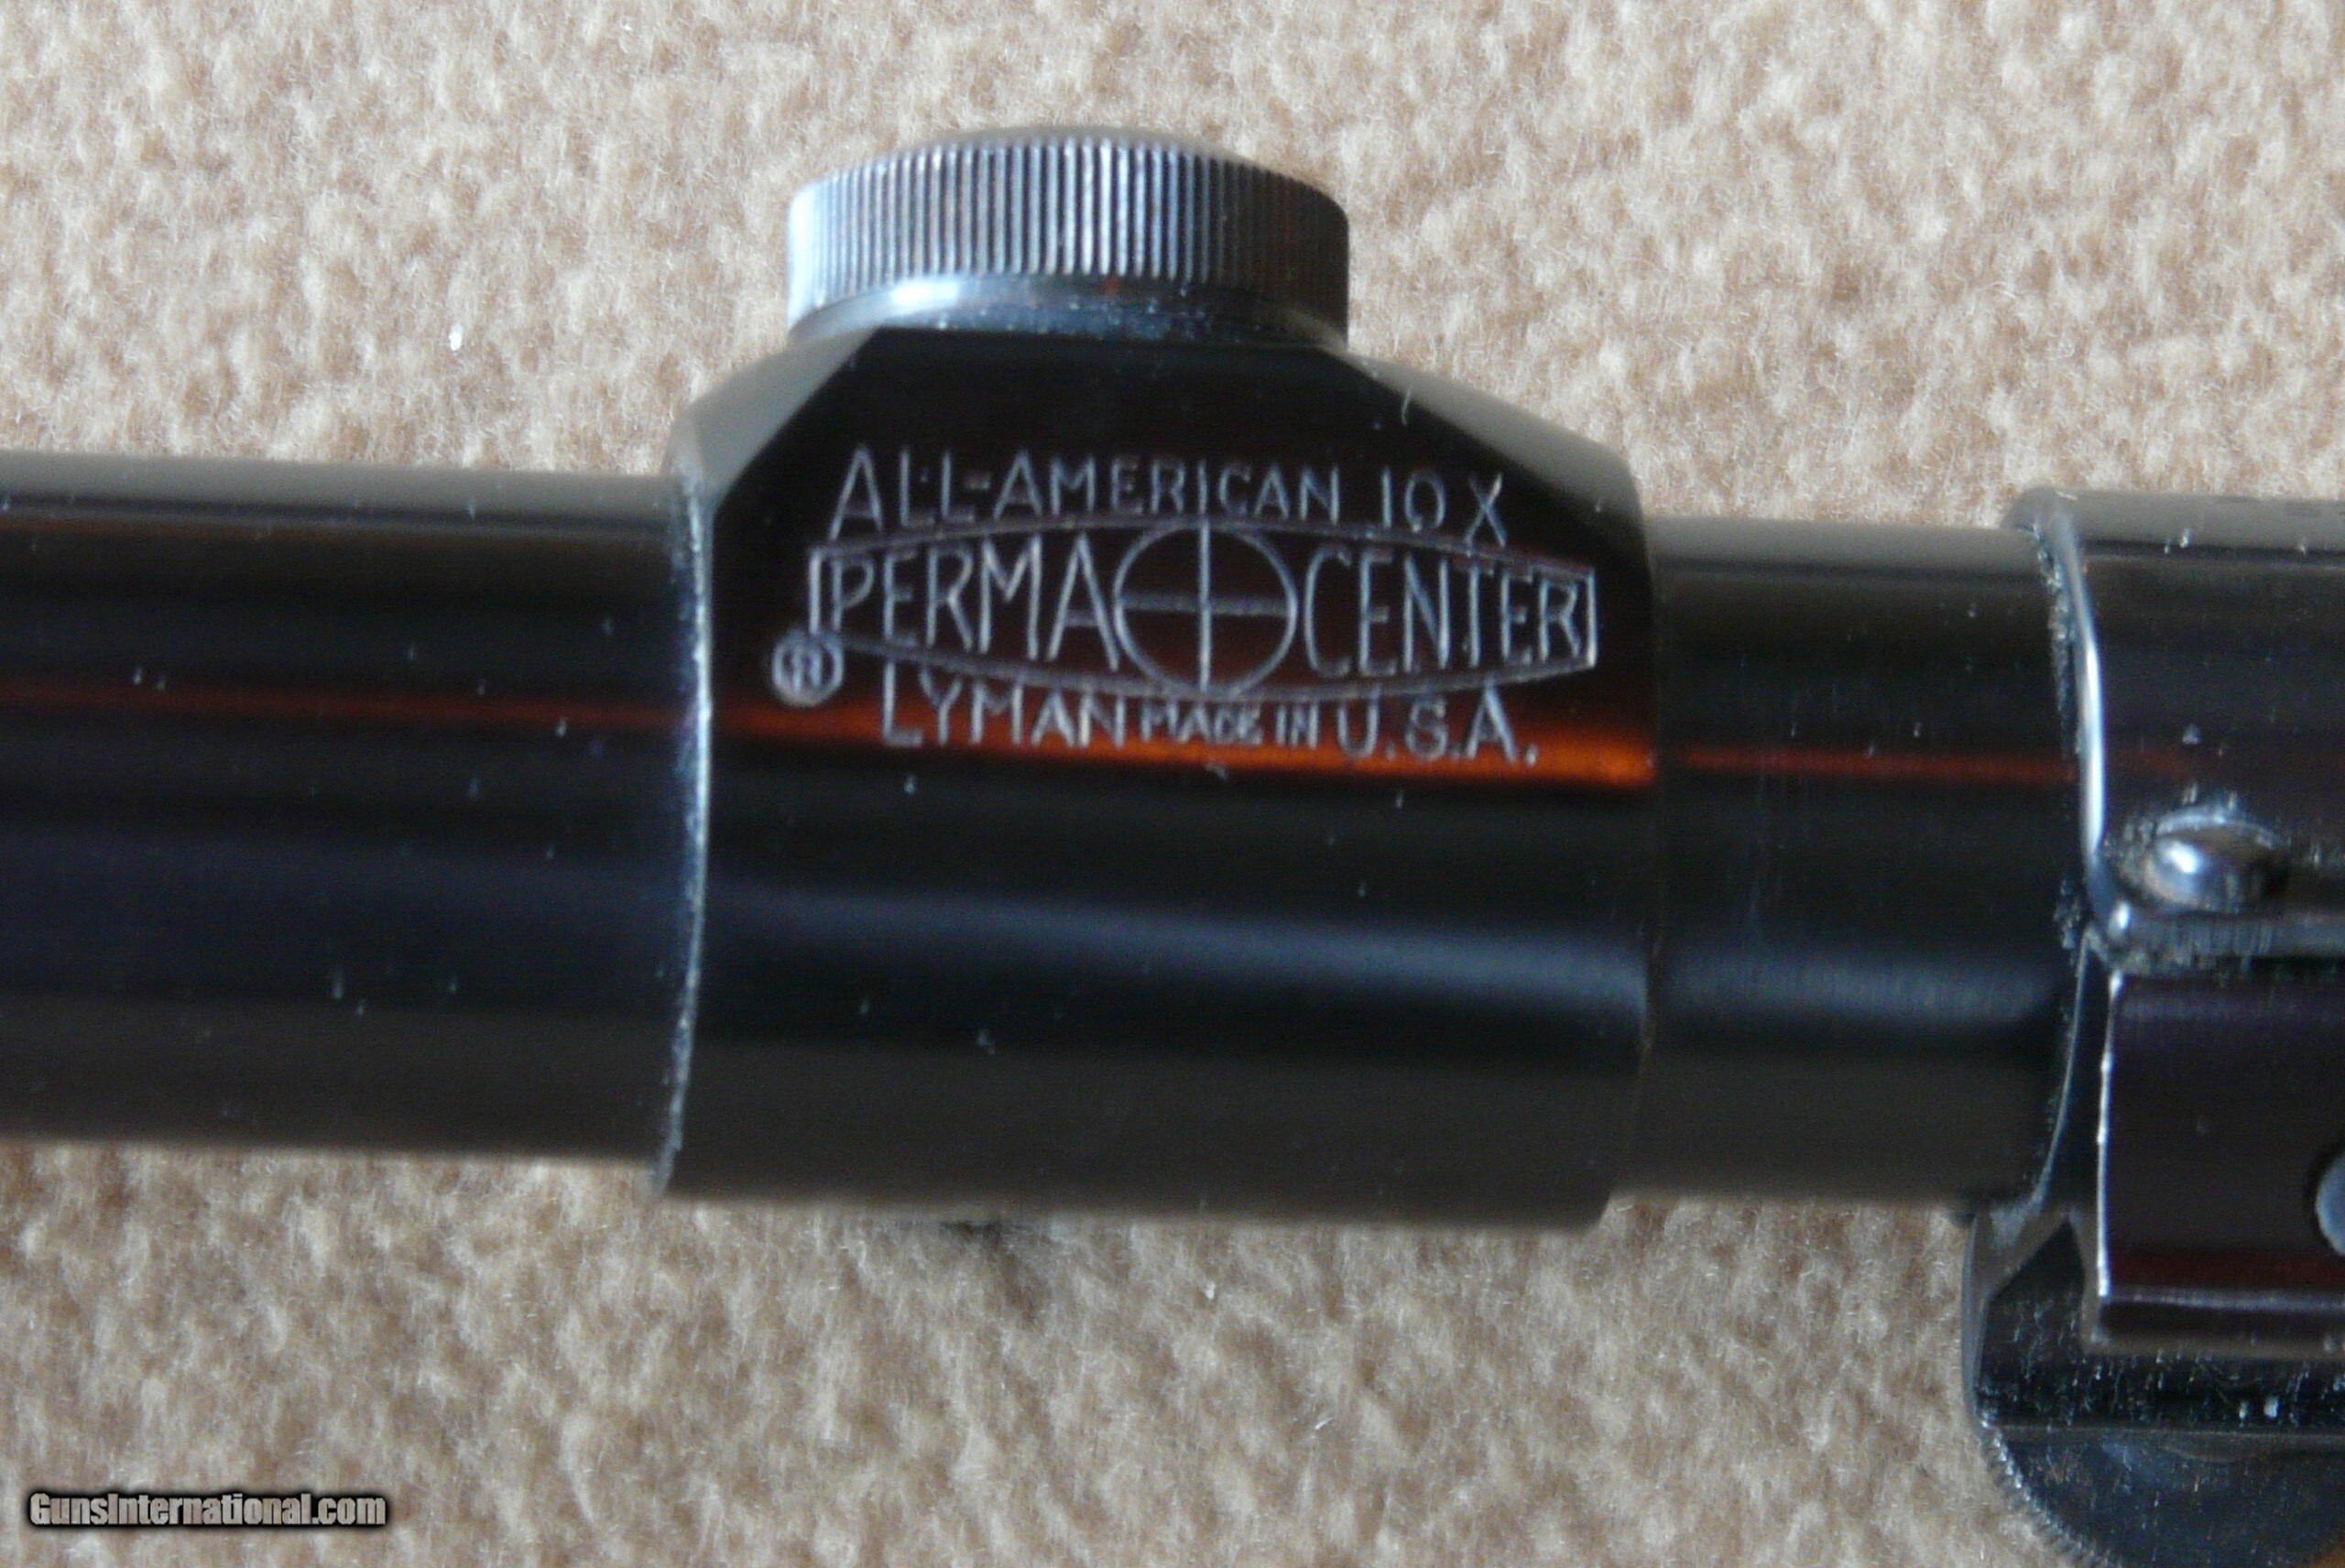 ALL-AMERICAN 10 X
PERMA CENTER
®
LYMAN MADE IN U.S.A.
GunsInternational.com